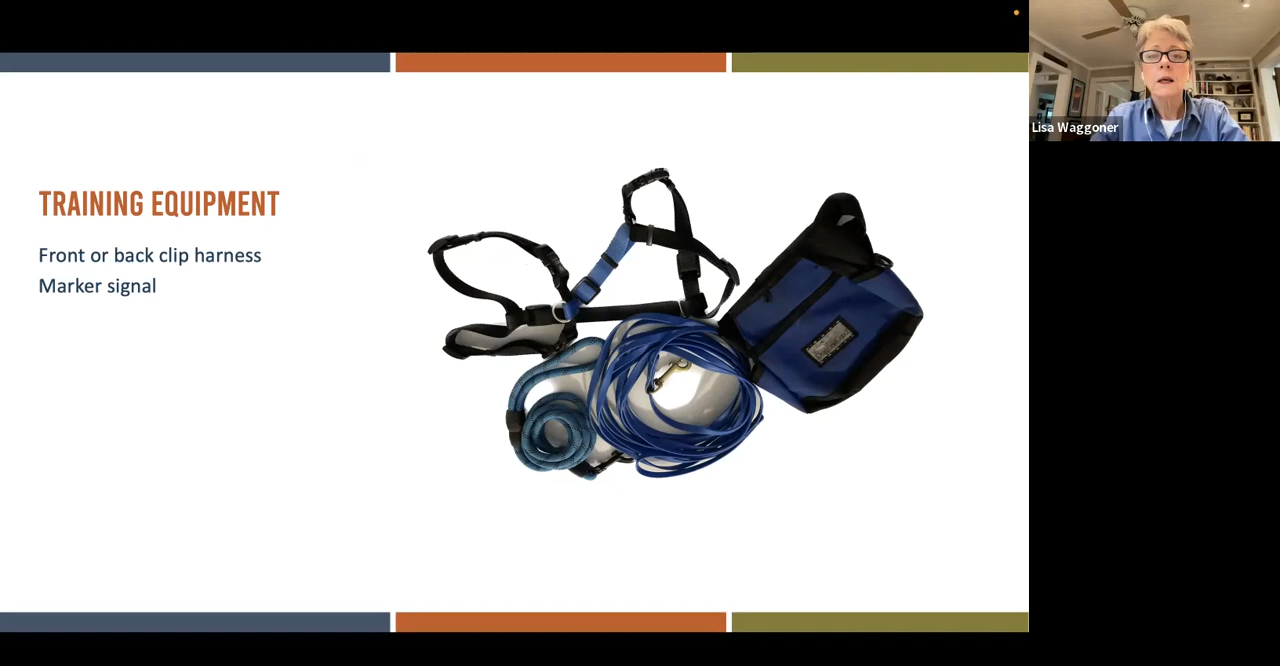 TRAINING EQUIPMENT
Front or back clip harness
Marker signal
Lisa Waggoner